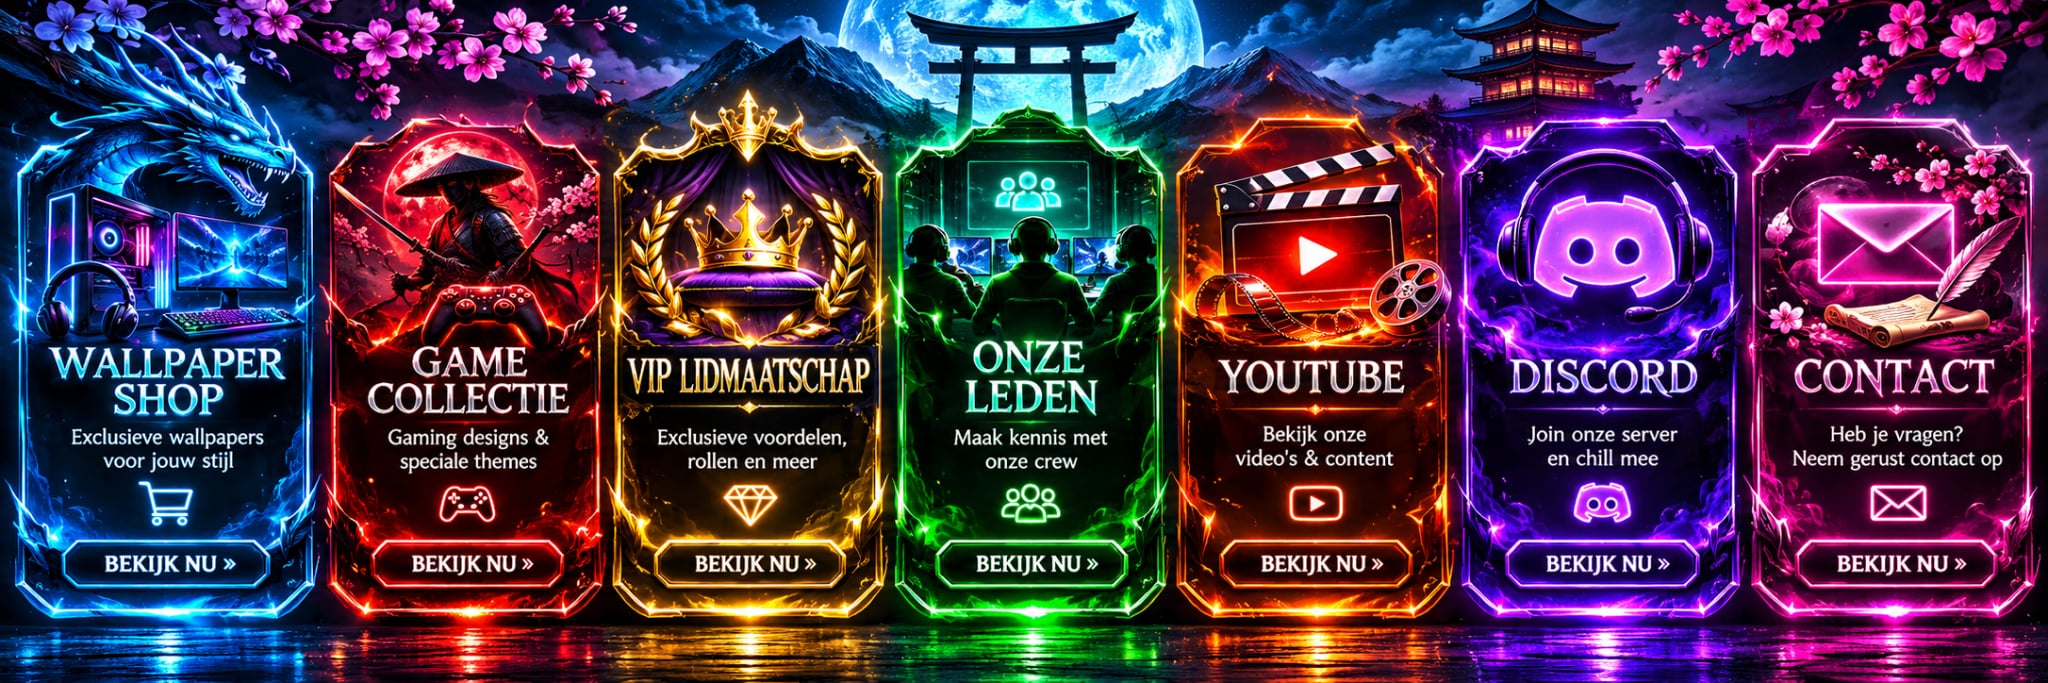 WALLPAPER
SHOP
Exclusieve wallpapers
voor jouw stijl
BEKIJK NU »
GAME
COLLECTIE
Gaming designs &
speciale themes
BEKIJK NU »
VIP LIDMAATSCHAP
Exclusieve voordelen,
rollen en meer
BEKIJK NU »
ONZE
LEDEN
Maak kennis met
onze crew
BEKIJK NU »
YOUTUBE
Bekijk onze
video's & content
BEKIJK NU »
DISCORD
Join onze server
en chill mee
BEKIJK NU »
CONTACT
Heb je vragen?
Neem gerust contact op
BEKIJK NU »